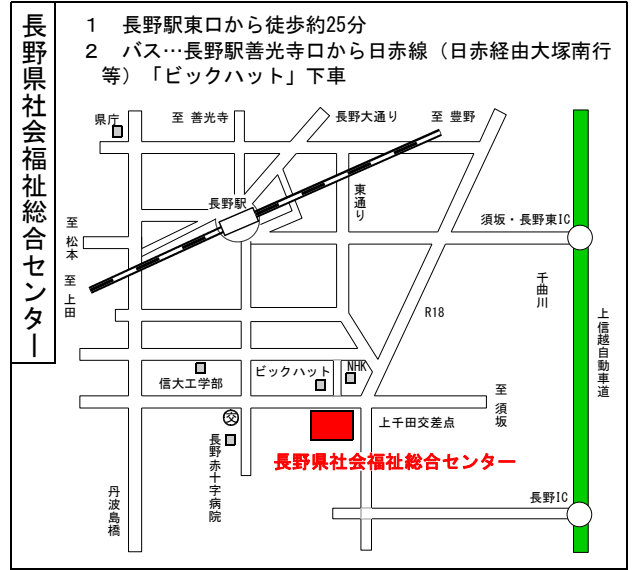 長野県社会福祉総合センター
1　長野駅東口から徒歩約25分
2　バス…長野駅善光寺口から日赤線（日赤経由大塚南行
等）「ビックハット」下車
県庁
至 善光寺
長野大通り
至 豊野
長野駅
東通り
至 松本
須坂・長野東IC
至 上田
千曲川
R18
上信越自動車道
信大工学部
ビックハット
NHK
至 須坂
交
上千田交差点
長野赤十字病院
長野県社会福祉総合センター
丹波島橋
長野IC